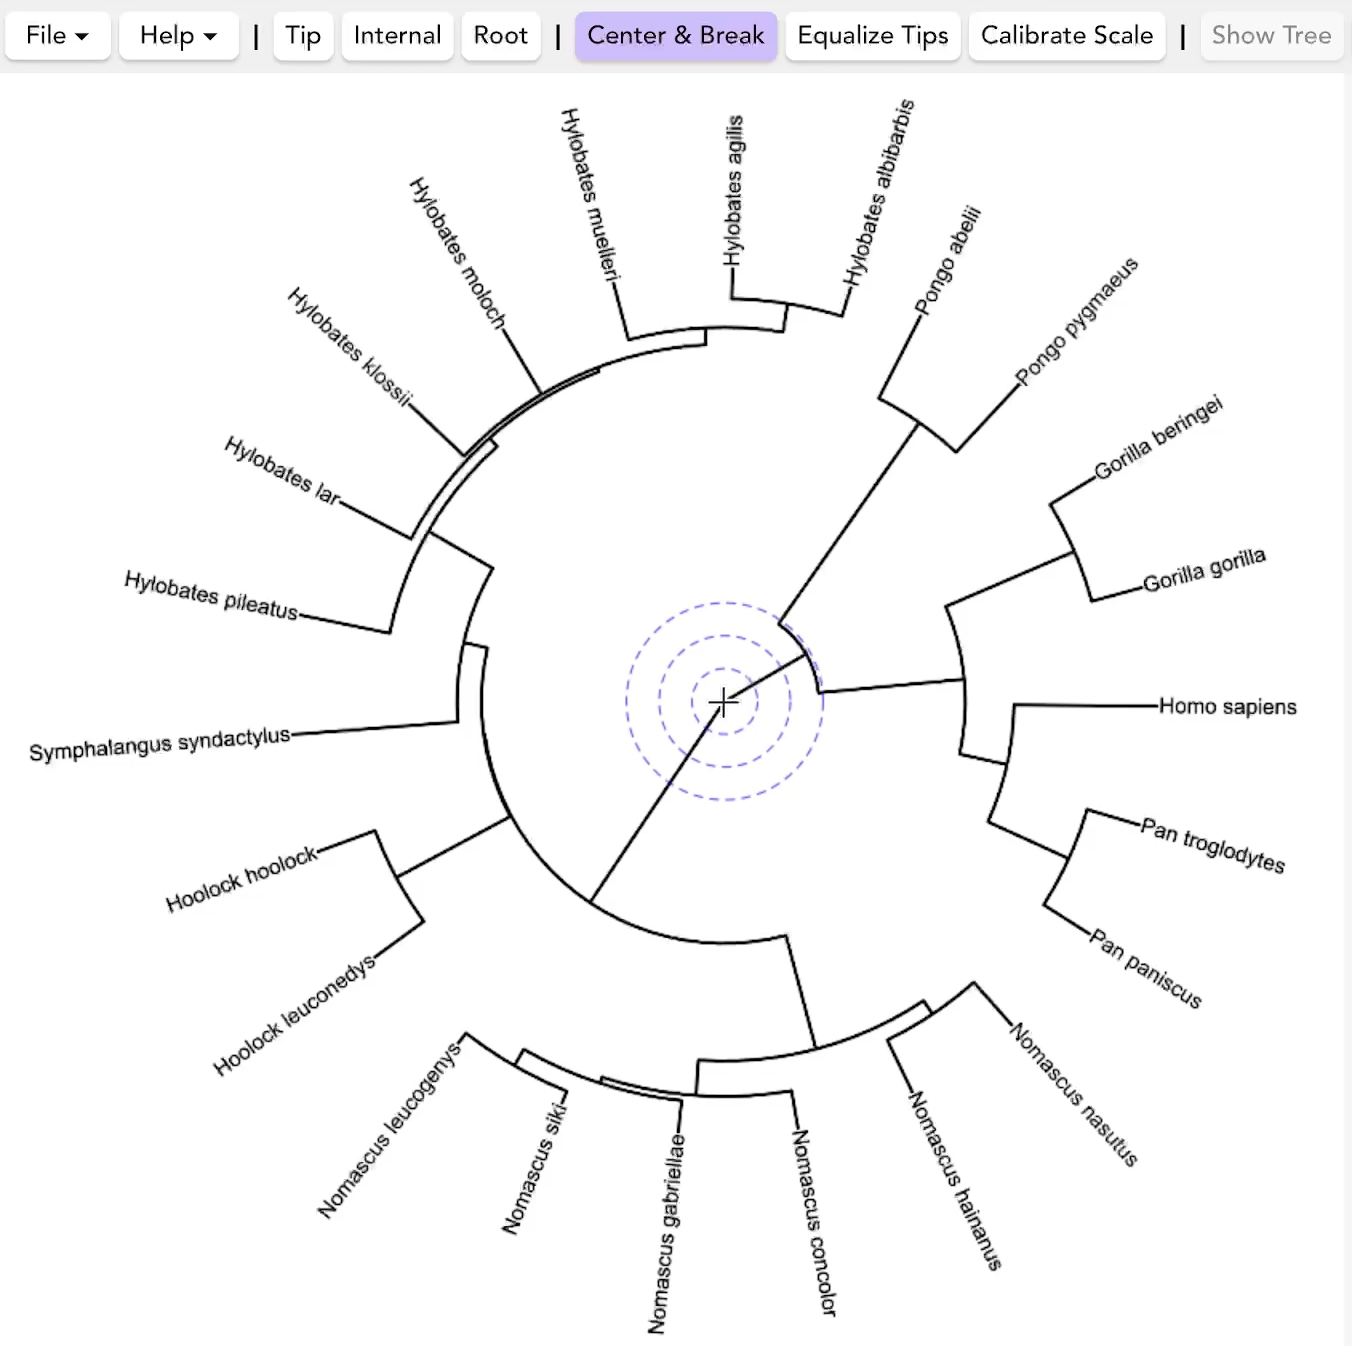 File ▾ Help ▾ | Tip Internal Root | Center & Break Equalize Tips Calibrate Scale | Show Tree
Hylobates albibarbis
Hylobates agilis
Hylobates muelleri
Hylobates moloch
Hylobates klossii
Hylobates lar
Hylobates pileatus
Symphalangus syndactylus
Hoolock hoolock
Hoolock leuconedys
Nomascus leucogenys
Nomascus siki
Nomascus gabriellae
Nomascus concolor
Nomascus hainanus
Nomascus nasutus
Pan paniscus
Pan troglodytes
Homo sapiens
Gorilla gorilla
Gorilla beringei
Pongo pygmaeus
Pongo abelii